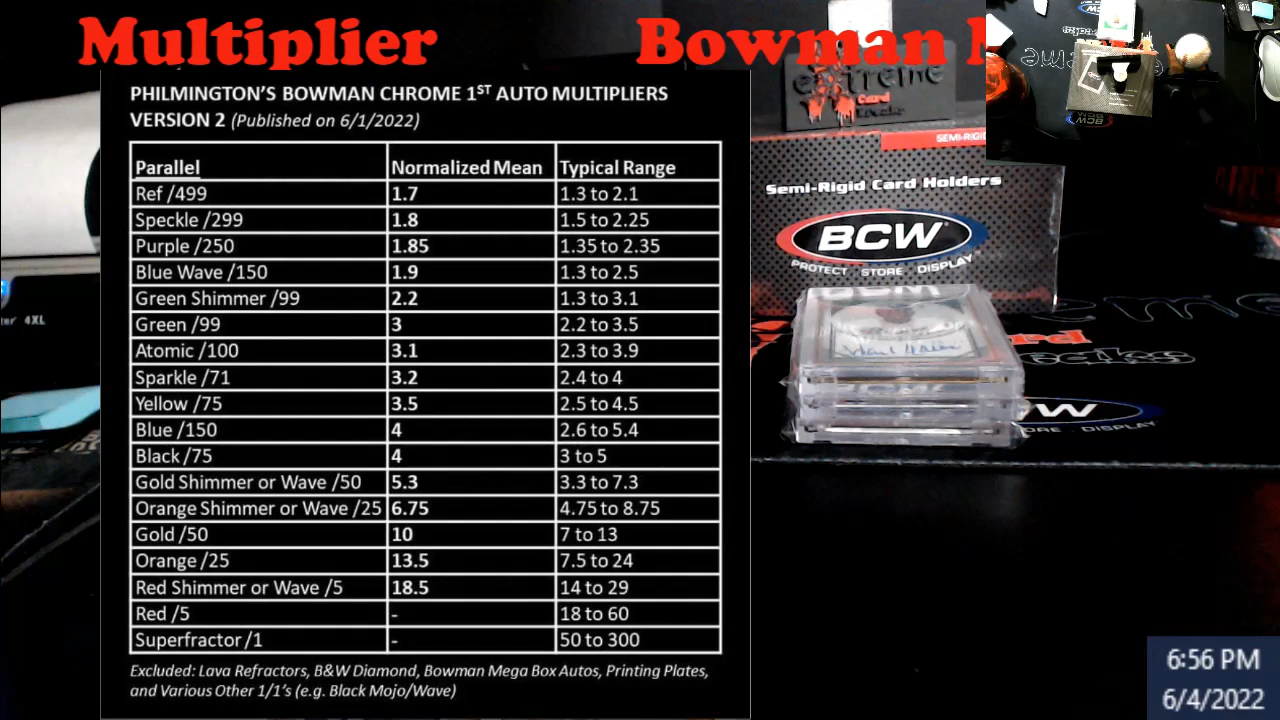 Multiplier Bowman
PHILMINGTON'S BOWMAN CHROME 1ST AUTO MULTIPLIERS
VERSION 2 (Published on 6/1/2022)
Parallel Normalized Mean Typical Range
Ref /499 1.7 1.3 to 2.1
Speckle /299 1.8 1.5 to 2.25
Purple /250 1.85 1.35 to 2.35
Blue Wave /150 1.9 1.3 to 2.5
Green Shimmer /99 2.2 1.3 to 3.1
Green /99 3 2.2 to 3.5
Atomic /100 3.1 2.3 to 3.9
Sparkle /71 3.2 2.4 to 4
Yellow /75 3.5 2.5 to 4.5
Blue /150 4 2.6 to 5.4
Black /75 4 3 to 5
Gold Shimmer or Wave /50 5.3 3.3 to 7.3
Orange Shimmer or Wave /25 6.75 4.75 to 8.75
Gold /50 10 7 to 13
Orange /25 13.5 7.5 to 24
Red Shimmer or Wave /5 18.5 14 to 29
Red /5 - 18 to 60
Superfractor /1 - 50 to 300
Excluded: Lava Refractors, B&W Diamond, Bowman Mega Box Autos, Printing Plates,
and Various Other 1/1's (e.g. Black Mojo/Wave)
extreme
Card
Breaks
SEMI-RIGID
Semi-Rigid Card Holders
BCW
PROTECT STORE DISPLAY
4XL
DISPLAY
BCW
6:56 PM
6/4/2022